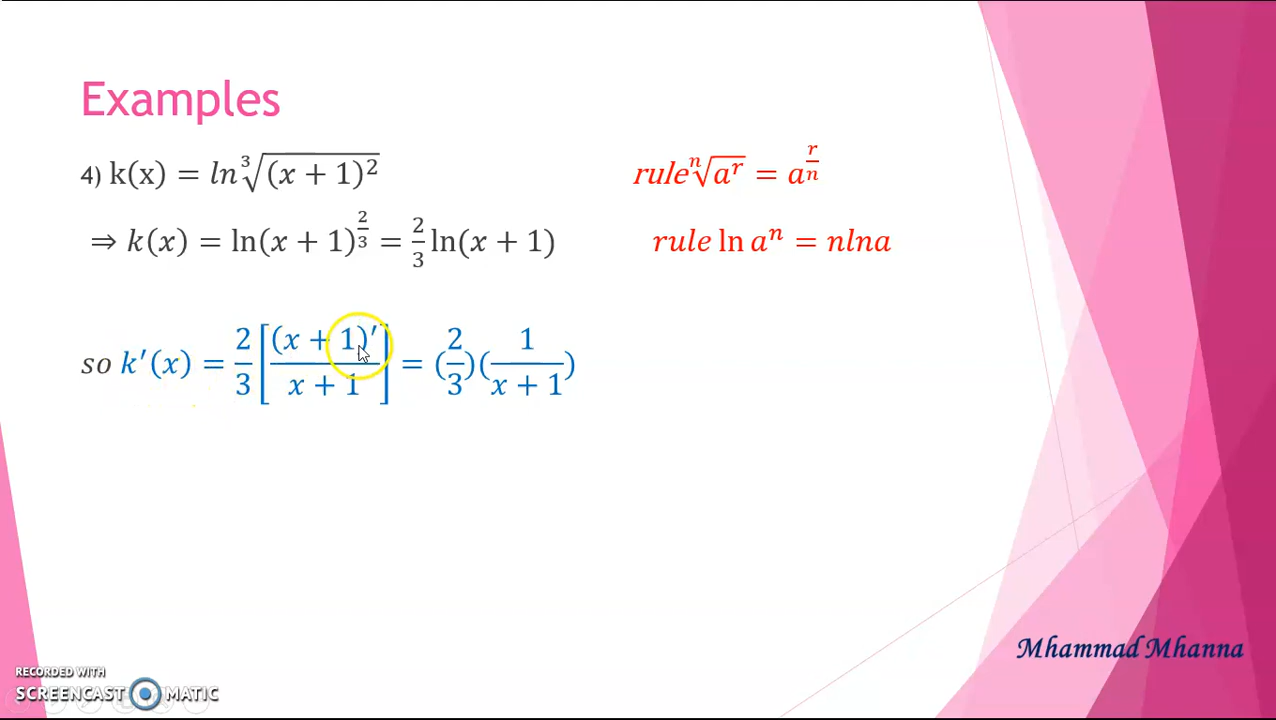 Examples
4) k(x) = ln∛(x + 1)² rule ⁿ√aʳ = a^(r/n)
⇒ k(x) = ln(x + 1)^(2/3) = 2/3 ln(x + 1) rule ln aⁿ = nlna
so k′(x) = 2/3 [(x + 1)′ / x + 1] = (2/3)(1/x + 1)
Mhammad Mhanna
RECORDED WITH
SCREENCAST MATIC